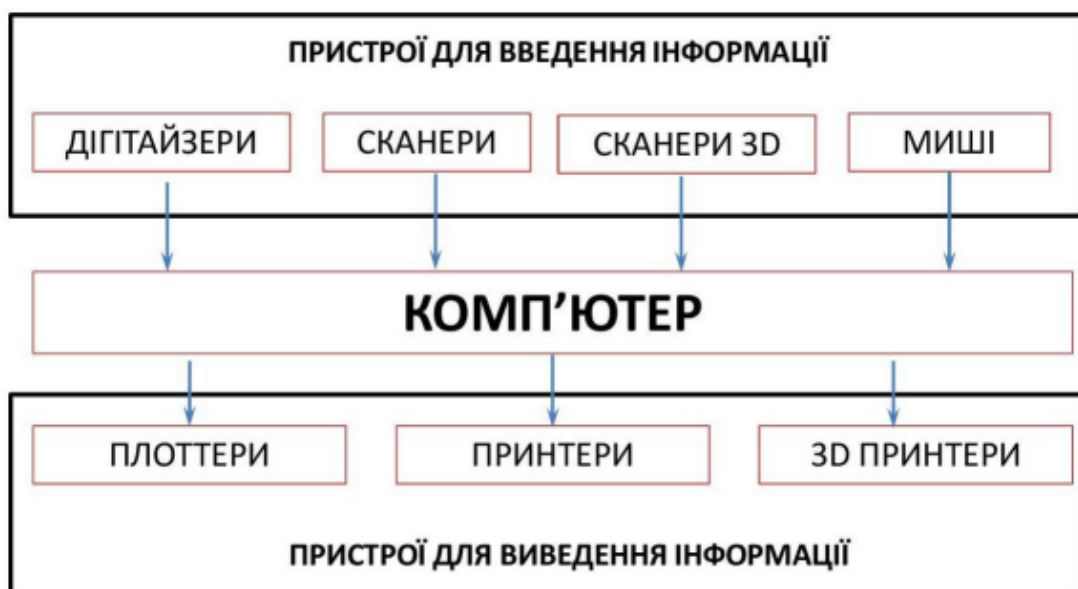 ПРИСТРОЇ ДЛЯ ВВЕДЕННЯ ІНФОРМАЦІЇ
ДІГІТАЙЗЕРИ
СКАНЕРИ
СКАНЕРИ 3D
МИШІ
КОМП’ЮТЕР
ПЛОТТЕРИ
ПРИНТЕРИ
3D ПРИНТЕРИ
ПРИСТРОЇ ДЛЯ ВИВЕДЕННЯ ІНФОРМАЦІЇ